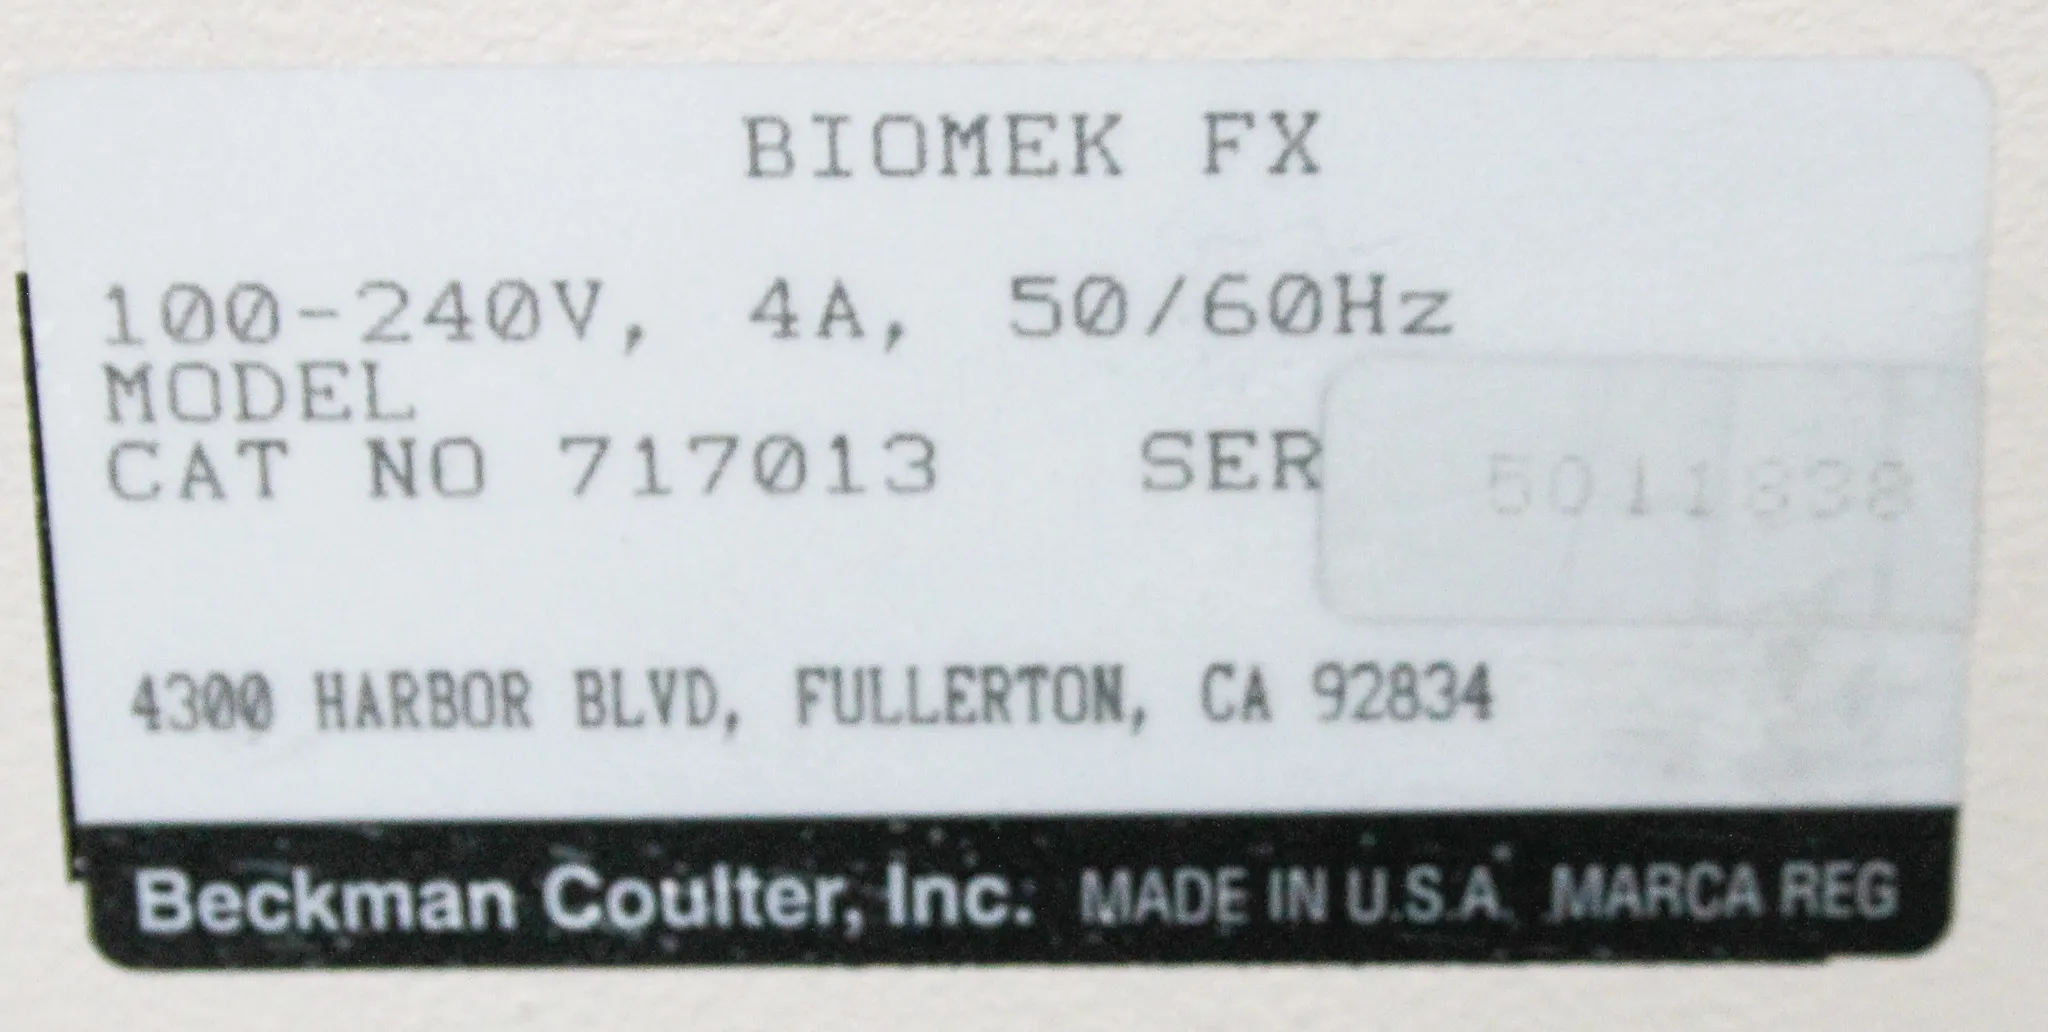 BIOMEK FX
100-240V, 4A, 50/60Hz
MODEL
CAT NO 717013 SER 5011838
4300 HARBOR BLVD, FULLERTON, CA 92834
Beckman Coulter, Inc. MADE IN U.S.A. MARCA REG